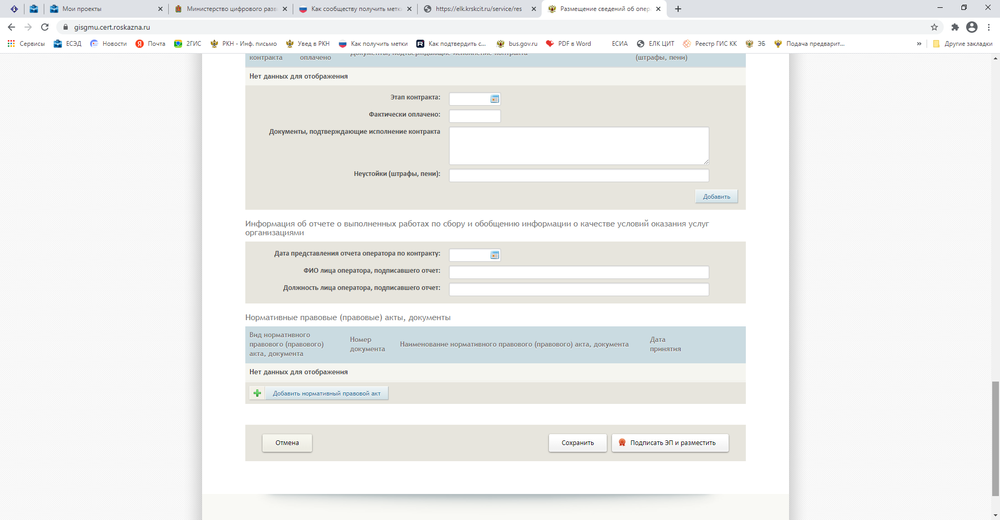 Мои проекты
Министерство цифрового разв
Как сообществу получить метк
https://elk.krskcit.ru/service/res
Размещение сведений об опер
gisgmu.cert.roskazna.ru
Сервисы
ЕСЭД
Новости
Почта
2ГИС
РКН - Инф. письмо
Увед в РКН
Как получить метки
Как подтвердить с...
bus.gov.ru
PDF в Word
ЕСИА
ЕЛК ЦИТ
Реестр ГИС КК
ЭБ
Подача предварит...
»
Другие закладки
контракта
оплачено
Документы, подтверждающие исполнение контракта
(штрафы, пени)
Нет данных для отображения
Этап контракта:
Фактически оплачено:
Документы, подтверждающие исполнение контракта
Неустойки (штрафы, пени):
Добавить
Информация об отчете о выполненных работах по сбору и обобщению информации о качестве условий оказания услуг
организациями
Дата представления отчета оператора по контракту:
ФИО лица оператора, подписавшего отчет:
Должность лица оператора, подписавшего отчет:
Нормативные правовые (правовые) акты, документы
Вид нормативного
правового (правового)
акта, документа
Номер
документа
Наименование нормативного правового (правового) акта, документа
Дата
принятия
Нет данных для отображения
Добавить нормативный правовой акт
Отмена
Сохранить
Подписать ЭП и разместить